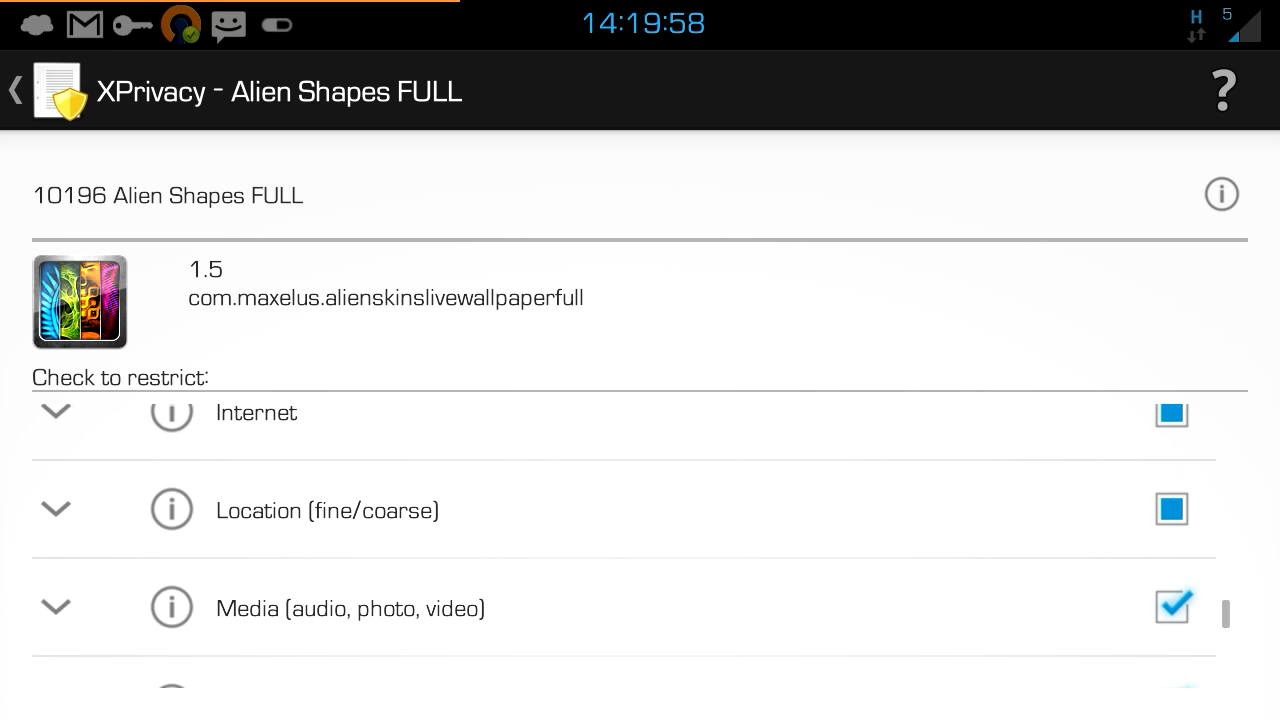 14:19:58
H
5
XPrivacy - Alien Shapes FULL
?
10196 Alien Shapes FULL
1.5
com.maxelus.alienskinslivewallpaperfull
Check to restrict:
Internet
Location (fine/coarse)
Media (audio, photo, video)